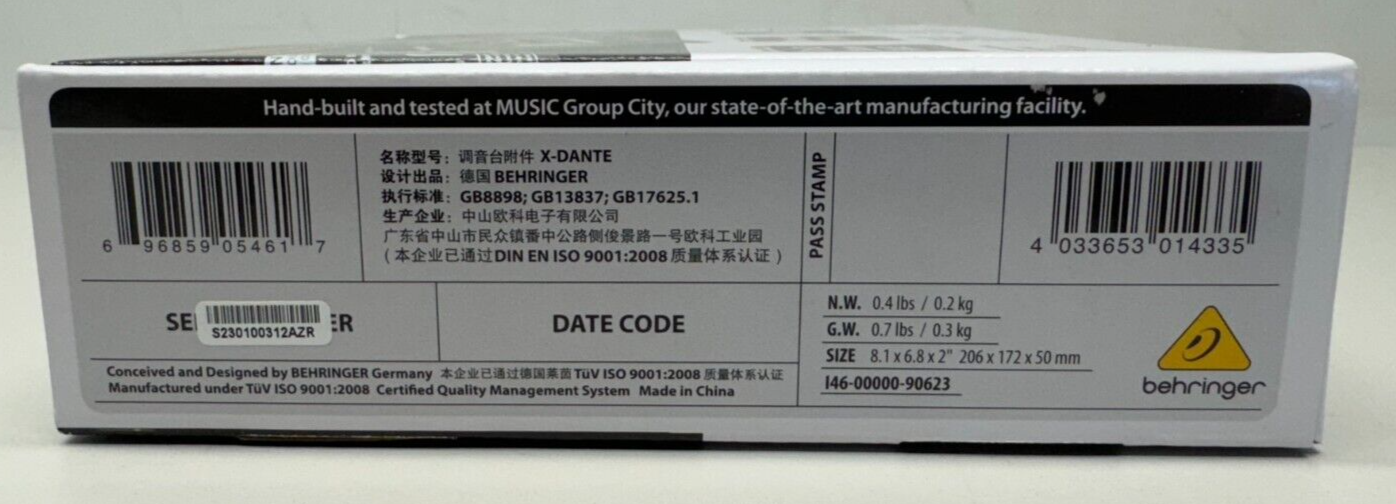 Hand-built and tested at MUSIC Group City, our state-of-the-art manufacturing facility.
6 96859 05461 7
名称型号：调音台附件 X-DANTE
设计出品：德国 BEHRINGER
执行标准：GB8898; GB13837; GB17625.1
生产企业：中山欧科电子有限公司
广东省中山市民众镇番中公路侧俊景路一号欧科工业园
（本企业已通过DIN EN ISO 9001:2008 质量体系认证）
PASS STAMP
4 033653 014335
SE ER
S230100312AZR
DATE CODE
N.W. 0.4 lbs / 0.2 kg
G.W. 0.7 lbs / 0.3 kg
SIZE 8.1 x 6.8 x 2" 206 x 172 x 50 mm
I46-00000-90623
behringer
Conceived and Designed by BEHRINGER Germany 本企业已通过德国莱茵 TüV ISO 9001:2008 质量体系认证
Manufactured under TüV ISO 9001:2008 Certified Quality Management System Made in China